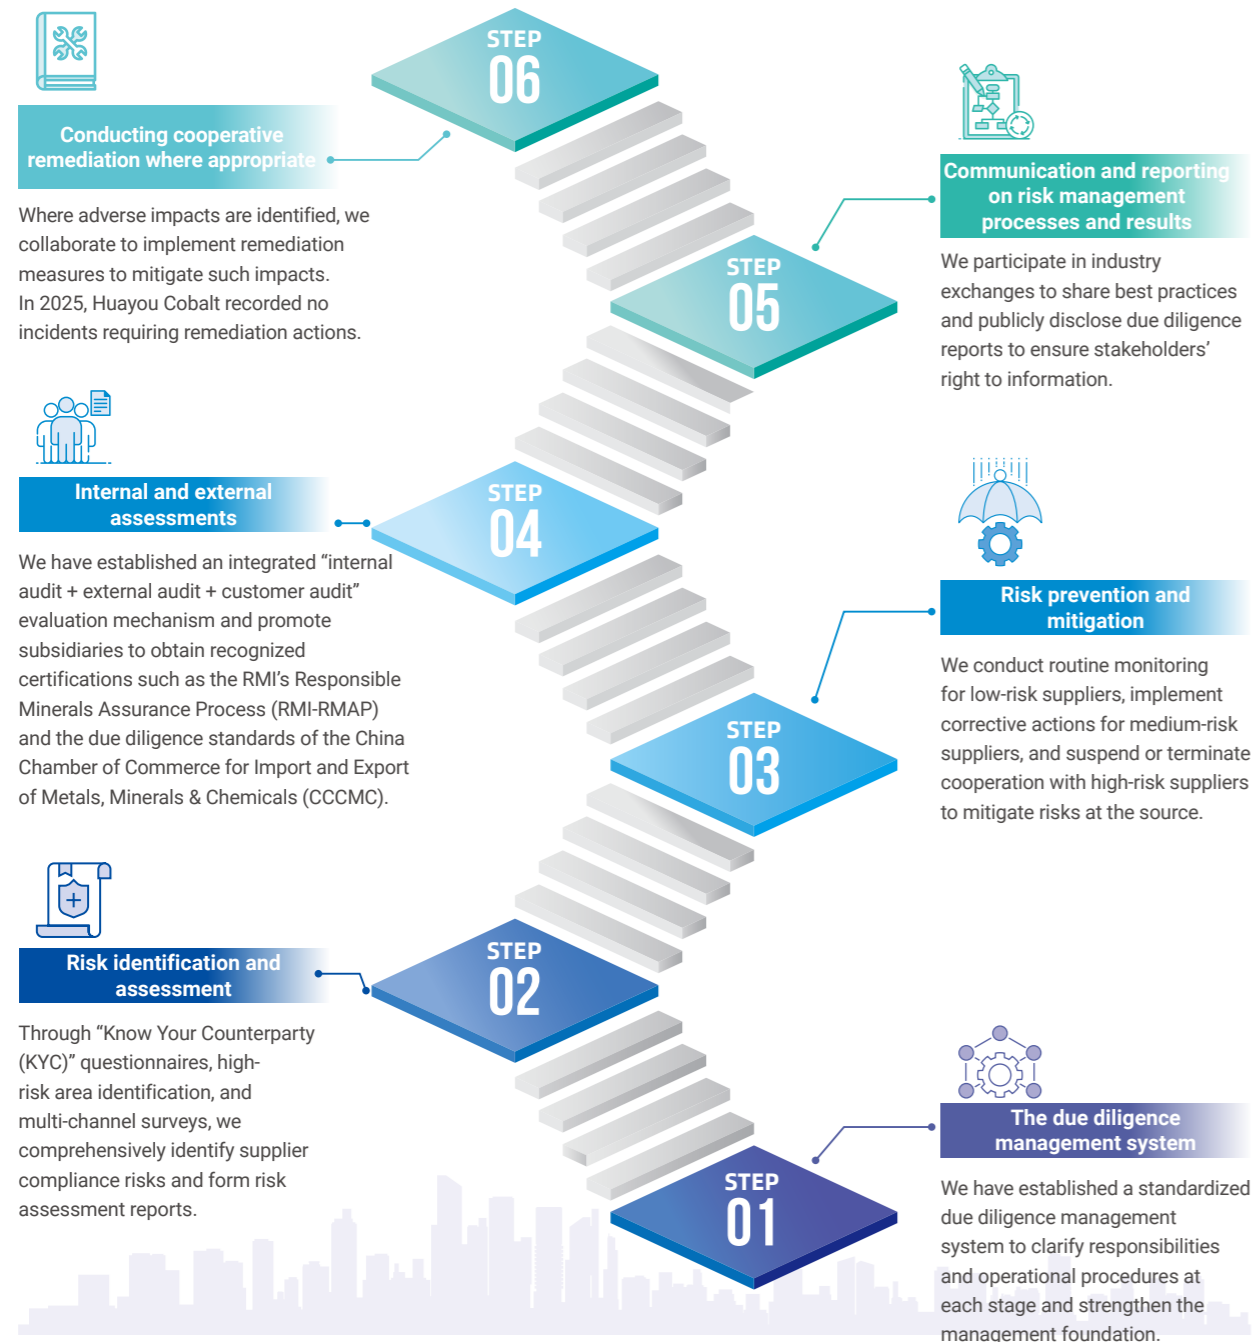 STEP
06
Conducting cooperative
remediation where appropriate
Where adverse impacts are identified, we
collaborate to implement remediation
measures to mitigate such impacts.
In 2025, Huayou Cobalt recorded no
incidents requiring remediation actions.
Communication and reporting
on risk management
processes and results
We participate in industry
exchanges to share best practices
and publicly disclose due diligence
reports to ensure stakeholders’
right to information.
STEP
05
Internal and external
assessments
We have established an integrated “internal
audit + external audit + customer audit”
evaluation mechanism and promote
subsidiaries to obtain recognized
certifications such as the RMI’s Responsible
Minerals Assurance Process (RMI-RMAP)
and the due diligence standards of the China
Chamber of Commerce for Import and Export
of Metals, Minerals & Chemicals (CCCMC).
STEP
04
Risk prevention and
mitigation
We conduct routine monitoring
for low-risk suppliers, implement
corrective actions for medium-risk
suppliers, and suspend or terminate
cooperation with high-risk suppliers
to mitigate risks at the source.
STEP
03
Risk identification and
assessment
Through “Know Your Counterparty
(KYC)” questionnaires, high-
risk area identification, and
multi-channel surveys, we
comprehensively identify supplier
compliance risks and form risk
assessment reports.
STEP
02
The due diligence
management system
We have established a standardized
due diligence management
system to clarify responsibilities
and operational procedures at
each stage and strengthen the
management foundation.
STEP
01